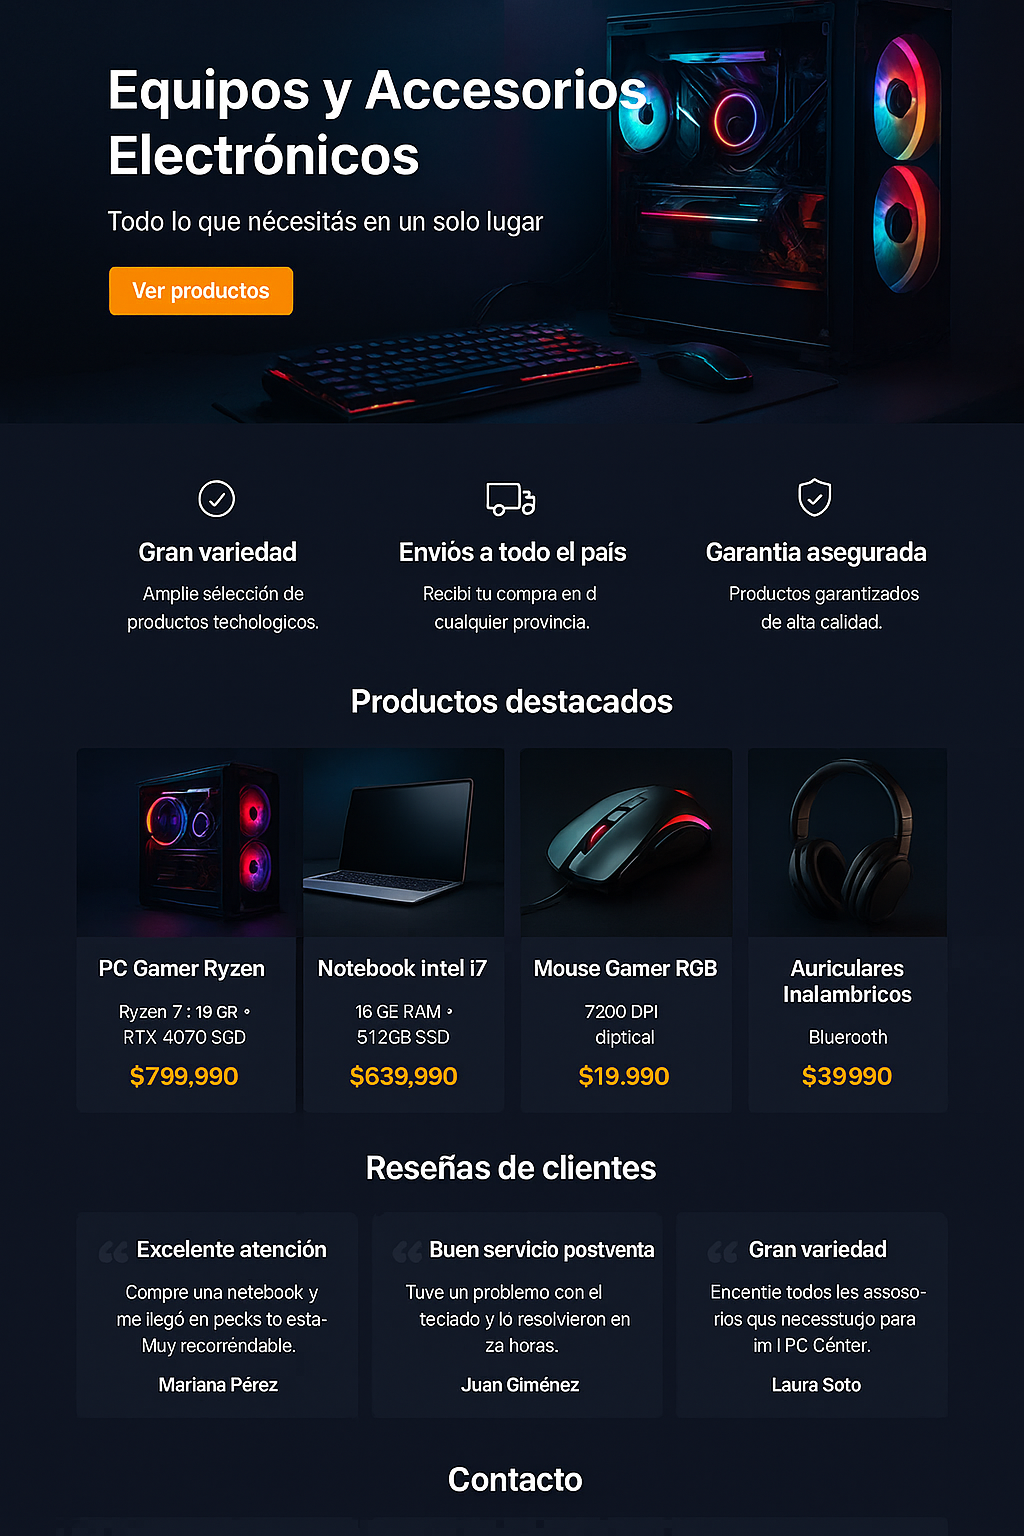 Equipos y Accesorios
Electrónicos
Todo lo que nécesitás en un solo lugar
Ver productos
Gran variedad
Amplie sélección de
productos techologicos.
Enviós a todo el país
Recibi tu compra en d
cualquier provincia.
Garantia asegurada
Productos garantizados
de alta calidad.
Productos destacados
PC Gamer Ryzen
Ryzen 7 : 19 GR •
RTX 4070 SGD
$799,990
Notebook intel i7
16 GE RAM •
512GB SSD
$639,990
Mouse Gamer RGB
7200 DPI
diptical
$19.990
Auriculares
Inalambricos
Bluerooth
$39990
Reseñas de clientes
“ Excelente atención
Compre una netebook y
me ilegó en pecks to esta-
Muy recorréndable.
Mariana Pérez
“ Buen servicio postventa
Tuve un problemo con el
teciado y ló resolvieron en
za horas.
Juan Giménez
“ Gran variedad
Encentie todos les assoso-
rios qus necesstuojo para
im l PC Cénter.
Laura Soto
Contacto